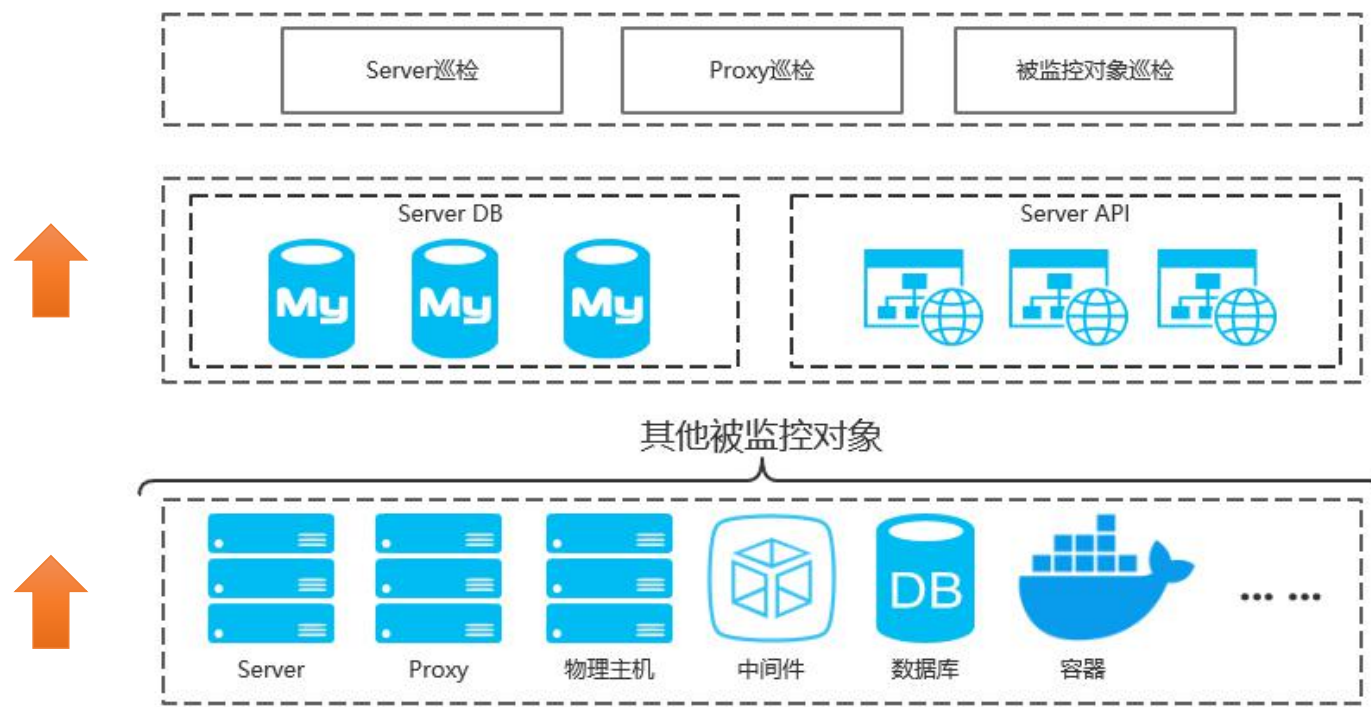 Server巡检
Proxy巡检
被监控对象巡检
Server DB
Server API
My
My
My
其他被监控对象
DB
Server
Proxy
物理主机
中间件
数据库
容器
... ...